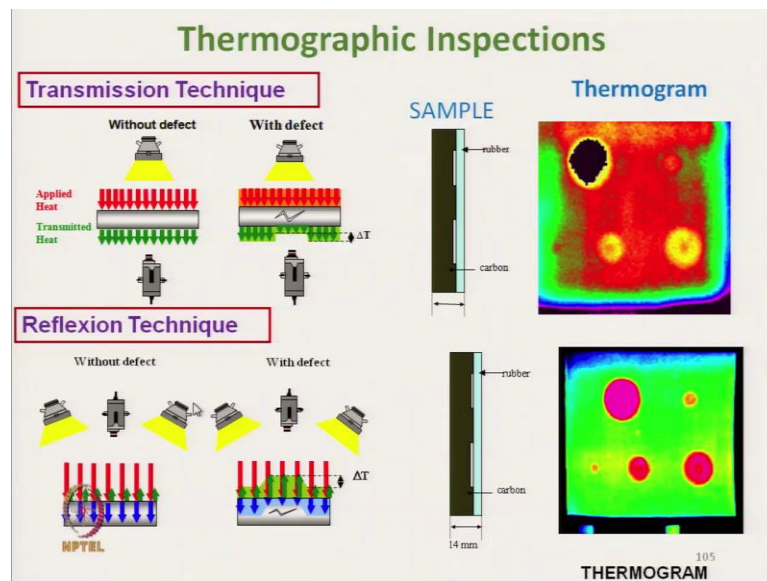 Thermographic Inspections
Transmission Technique
Without defect
With defect
Applied
Heat
Transmitted
Heat
ΔT
SAMPLE
rubber
carbon
Thermogram
Reflexion Technique
Without defect
With defect
ΔT
NPTEL
rubber
carbon
14 mm
105
THERMOGRAM